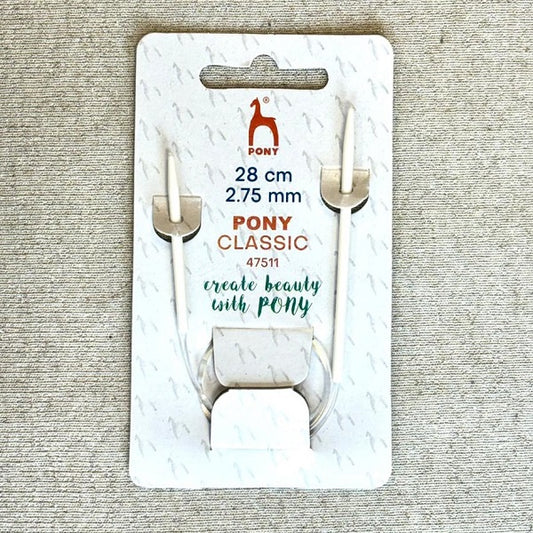 ®
PONY
28 cm
2.75 mm
PONY
CLASSIC
47511
create beauty
with PONY